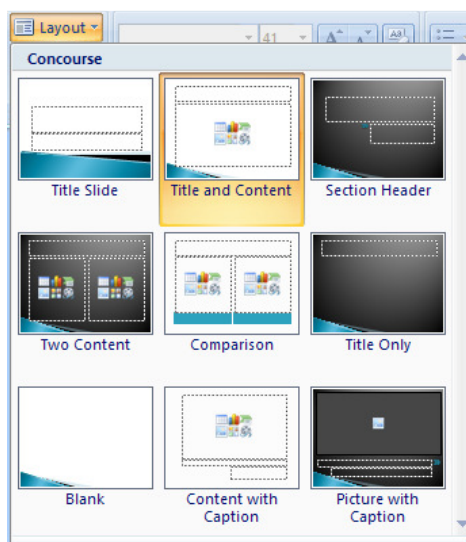 Layout
41
Concourse
Title Slide
Title and Content
Section Header
Two Content
Comparison
Title Only
Blank
Content with
Caption
Picture with
Caption